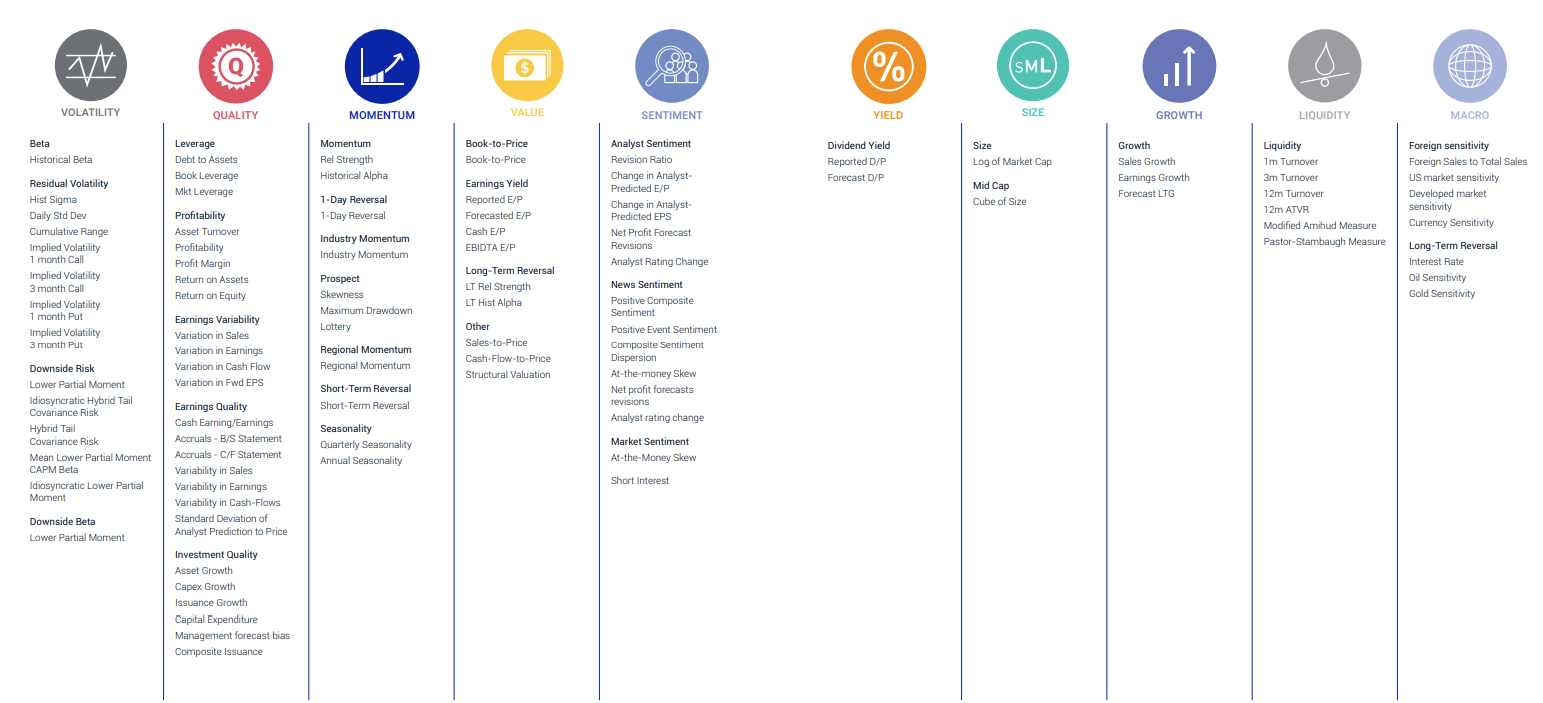 VOLATILITY
Beta
Historical Beta
Residual Volatility
Hist Sigma
Daily Std Dev
Cumulative Range
Implied Volatility
1 month Call
Implied Volatility
3 month Call
Implied Volatility
1 month Put
Implied Volatility
3 month Put
Downside Risk
Lower Partial Moment
Idiosyncratic Hybrid Tail
Covariance Risk
Hybrid Tail
Covariance Risk
Mean Lower Partial Moment
CAPM Beta
Idiosyncratic Lower Partial
Moment
Downside Beta
Lower Partial Moment
Q
QUALITY
Leverage
Debt to Assets
Book Leverage
Mkt Leverage
Profitability
Asset Turnover
Profitability
Profit Margin
Return on Assets
Return on Equity
Earnings Variability
Variation in Sales
Variation in Earnings
Variation in Cash Flow
Variation in Fwd EPS
Earnings Quality
Cash Earning/Earnings
Accruals - B/S Statement
Accruals - C/F Statement
Variability in Sales
Variability in Earnings
Variability in Cash-Flows
Standard Deviation of
Analyst Prediction to Price
Investment Quality
Asset Growth
Capex Growth
Issuance Growth
Capital Expenditure
Management forecast bias
Composite Issuance
MOMENTUM
Momentum
Rel Strength
Historical Alpha
1-Day Reversal
1-Day Reversal
Industry Momentum
Industry Momentum
Prospect
Skewness
Maximum Drawdown
Lottery
Regional Momentum
Regional Momentum
Short-Term Reversal
Short-Term Reversal
Seasonality
Quarterly Seasonality
Annual Seasonality
$
VALUE
Book-to-Price
Book-to-Price
Earnings Yield
Reported E/P
Forecasted E/P
Cash E/P
EBIDTA E/P
Long-Term Reversal
LT Rel Strength
LT Hist Alpha
Other
Sales-to-Price
Cash-Flow-to-Price
Structural Valuation
SENTIMENT
Analyst Sentiment
Revision Ratio
Change in Analyst-
Predicted E/P
Change in Analyst-
Predicted EPS
Net Profit Forecast
Revisions
Analyst Rating Change
News Sentiment
Positive Composite
Sentiment
Positive Event Sentiment
Composite Sentiment
Dispersion
At-the-money Skew
Net profit forecasts
revisions
Analyst rating change
Market Sentiment
At-the-Money Skew
Short Interest
%
YIELD
Dividend Yield
Reported D/P
Forecast D/P
SML
SIZE
Size
Log of Market Cap
Mid Cap
Cube of Size
GROWTH
Growth
Sales Growth
Earnings Growth
Forecast LTG
LIQUIDITY
Liquidity
1m Turnover
3m Turnover
12m Turnover
12m ATVR
Modified Amihud Measure
Pastor-Stambaugh Measure
MACRO
Foreign sensitivity
Foreign Sales to Total Sales
US market sensitivity
Developed market
sensitivity
Currency Sensitivity
Long-Term Reversal
Interest Rate
Oil Sensitivity
Gold Sensitivity